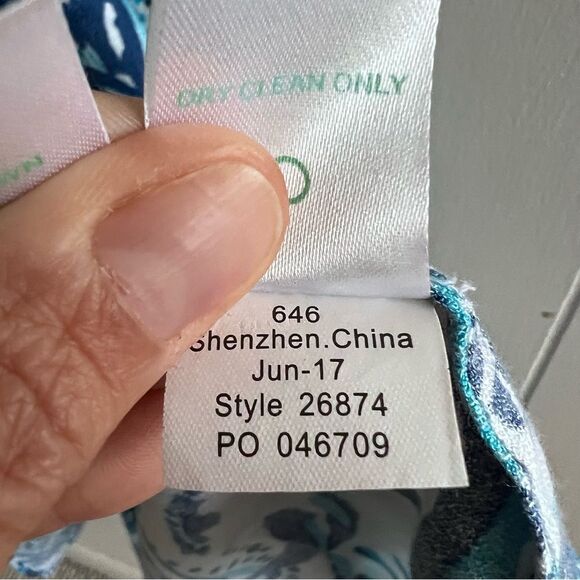 DRY CLEAN ONLY
646
Shenzhen.China
Jun-17
Style 26874
PO 046709